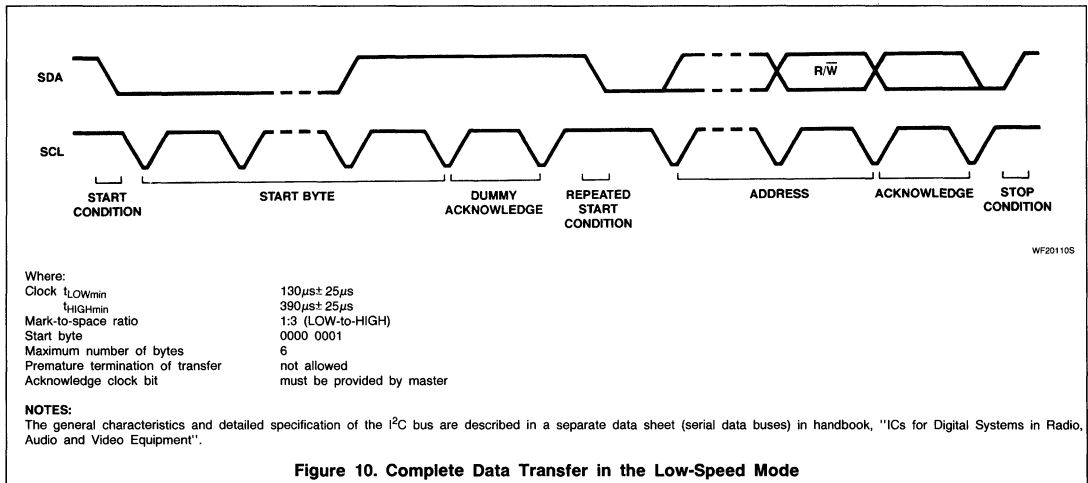 SDA
R/W̅
SCL
START CONDITION
START BYTE
DUMMY ACKNOWLEDGE
REPEATED START CONDITION
ADDRESS
ACKNOWLEDGE
STOP CONDITION
WF20110S
Where:
Clock tLOWmin 130µs± 25µs
tHIGHmin 390µs± 25µs
Mark-to-space ratio 1:3 (LOW-to-HIGH)
Start byte 0000 0001
Maximum number of bytes 6
Premature termination of transfer not allowed
Acknowledge clock bit must be provided by master
NOTES:
The general characteristics and detailed specification of the I²C bus are described in a separate data sheet (serial data buses) in handbook, "ICs for Digital Systems in Radio,
Audio and Video Equipment".
Figure 10. Complete Data Transfer in the Low-Speed Mode